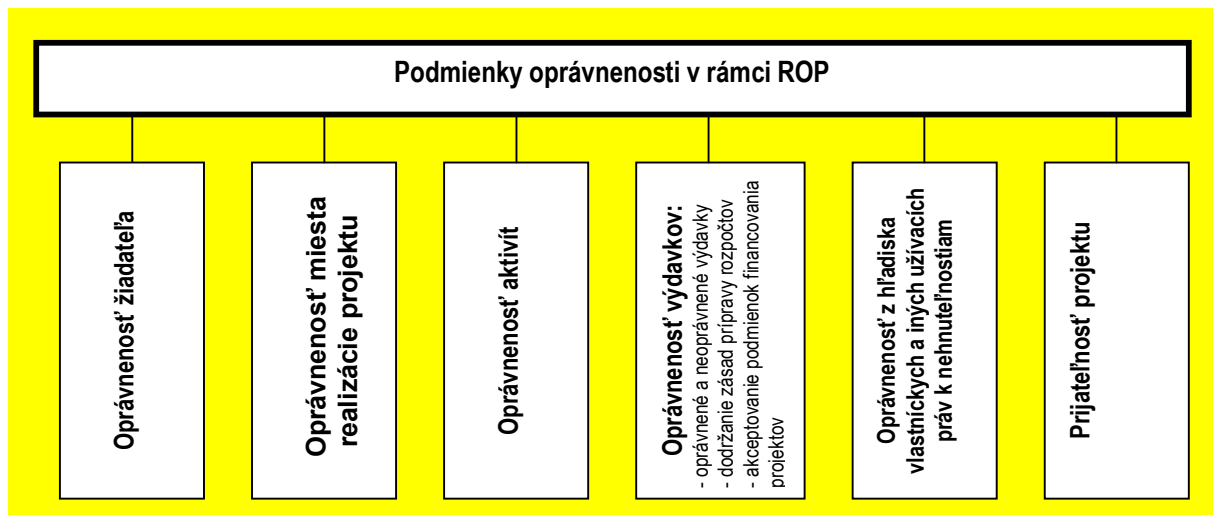 Podmienky oprávnenosti v rámci ROP
Oprávnenosť žiadateľa
Oprávnenosť miesta
realizácie projektu
Oprávnenosť aktivít
Oprávnenosť výdavkov:
- oprávnené a neoprávnené výdavky
- dodržanie zásad prípravy rozpočtov
- akceptovanie podmienok financovania
projektov
Oprávnenosť z hľadiska
vlastníckych a iných užívacích
práv k nehnuteľnostiam
Prijateľnosť projektu